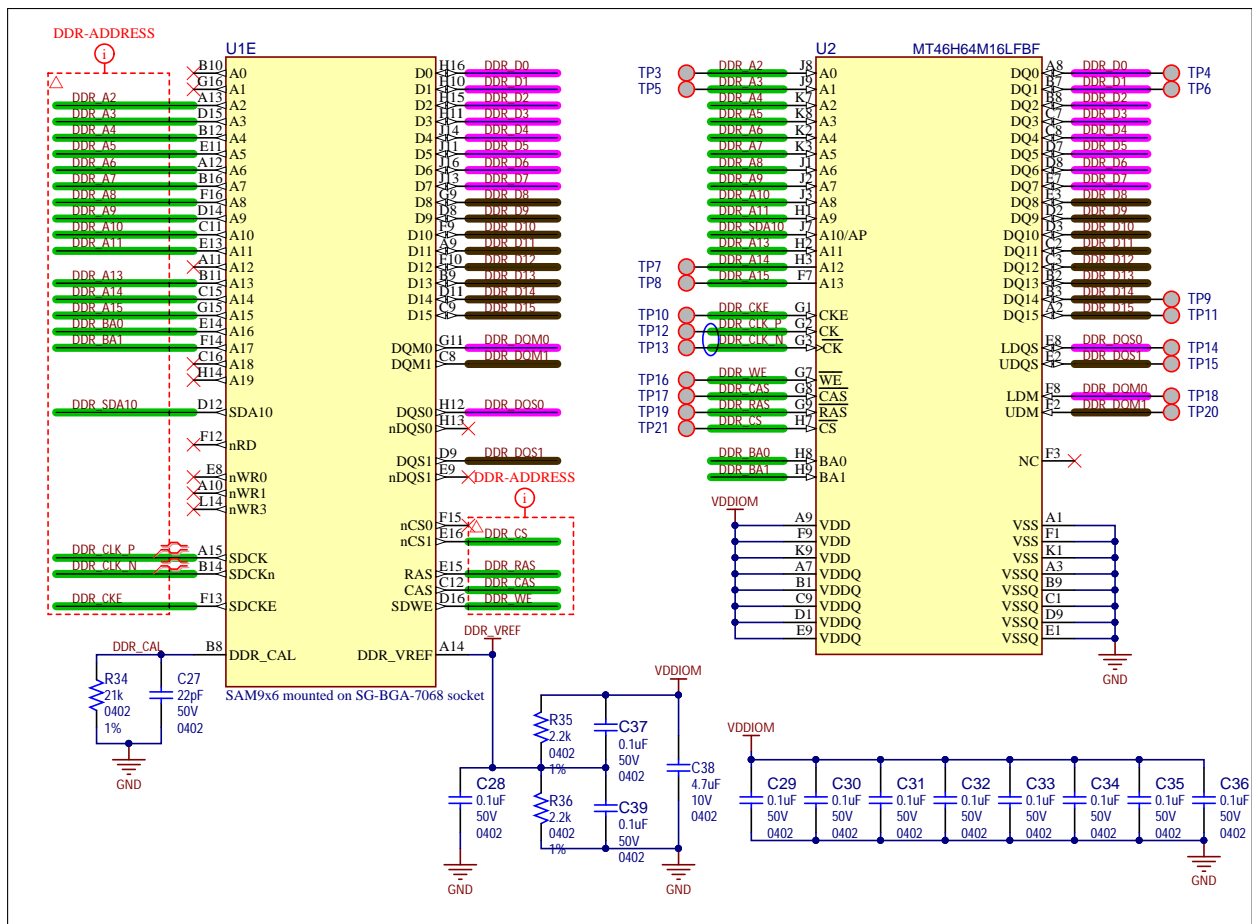 DDR-ADDRESS
i
U1E
B10 A0
G16 A1
DDR_A2 A13 A2
DDR_A3 D15 A3
DDR_A4 B12 A4
DDR_A5 E11 A5
DDR_A6 A12 A6
DDR_A7 B16 A7
DDR_A8 F16 A8
DDR_A9 D14 A9
DDR_A10 C11 A10
DDR_A11 E13 A11
A11 A12
DDR_A13 B11 A13
DDR_A14 C15 A14
DDR_A15 G15 A15
DDR_BA0 E14 A16
DDR_BA1 F14 A17
C16 A18
H14 A19
DDR_SDA10 D12 SDA10
F12 nRD
E8 nWR0
A10 nWR1
L14 nWR3
DDR_CLK_P A15 SDCK
DDR_CLK_N B14 SDCKn
DDR_CKE F13 SDCKE
DDR_CAL B8 DDR_CAL
D0 H16 DDR_D0
D1 H10 DDR_D1
D2 H15 DDR_D2
D3 H11 DDR_D3
D4 J14 DDR_D4
D5 J11 DDR_D5
D6 J16 DDR_D6
D7 J13 DDR_D7
D8 G9 DDR_D8
D9 D8 DDR_D9
D10 F9 DDR_D10
D11 A9 DDR_D11
D12 E10 DDR_D12
D13 B9 DDR_D13
D14 D11 DDR_D14
D15 C9 DDR_D15
DQM0 G11 DDR_DQM0
DQM1 C8 DDR_DQM1
DQS0 H12 DDR_DQS0
nDQS0 H13
DQS1 D9 DDR_DQS1
nDQS1 E9
DDR-ADDRESS
i
nCS0 F15
nCS1 E16 DDR_CS
RAS E15 DDR_RAS
CAS C12 DDR_CAS
SDWE D16 DDR_WE
DDR_VREF
DDR_VREF A14
SAM9x6 mounted on SG-BGA-7068 socket
R34
21k
0402
1%
C27
22pF
50V
0402
GND
C28
0.1uF
50V
0402
GND
R35
2.2k
0402
1%
R36
2.2k
0402
1%
C37
0.1uF
50V
0402
C39
0.1uF
50V
0402
VDDIOM
C38
4.7uF
10V
0402
GND
U2 MT46H64M16LFBF
TP3 DDR_A2 J8 A0
TP5 DDR_A3 J9 A1
DDR_A4 K7 A2
DDR_A5 K8 A3
DDR_A6 K2 A4
DDR_A7 K3 A5
DDR_A8 J1 A6
DDR_A9 J2 A7
DDR_A10 J3 A8
DDR_A11 H1 A9
DDR_SDA10 J7 A10/AP
DDR_A13 H2 A11
TP7 DDR_A14 H3 A12
TP8 DDR_A15 F7 A13
TP10 DDR_CKE G1 CKE
TP12 DDR_CLK_P G2 CK
TP13 DDR_CLK_N G3 CK
TP16 DDR_WE G7 WE
TP17 DDR_CAS G8 CAS
TP19 DDR_RAS G9 RAS
TP21 DDR_CS H7 CS
DDR_BA0 H8 BA0
DDR_BA1 H9 BA1
VDDIOM
A9 VDD
F9 VDD
K9 VDD
A7 VDDQ
B1 VDDQ
C9 VDDQ
D1 VDDQ
E9 VDDQ
DQ0 A8 DDR_D0 TP4
DQ1 B7 DDR_D1 TP6
DQ2 B8 DDR_D2
DQ3 C7 DDR_D3
DQ4 C8 DDR_D4
DQ5 D7 DDR_D5
DQ6 D8 DDR_D6
DQ7 E7 DDR_D7
DQ8 E3 DDR_D8
DQ9 D2 DDR_D9
DQ10 D3 DDR_D10
DQ11 C2 DDR_D11
DQ12 C3 DDR_D12
DQ13 B2 DDR_D13
DQ14 B3 DDR_D14 TP9
DQ15 A2 DDR_D15 TP11
LDQS E8 DDR_DQS0 TP14
UDQS E2 DDR_DQS1 TP15
LDM F8 DDR_DQM0 TP18
UDM F2 DDR_DQM1 TP20
NC F3
VSS A1
VSS F1
VSS K1
VSSQ A3
VSSQ B9
VSSQ C1
VSSQ D9
VSSQ E1
GND
VDDIOM
C29
0.1uF
50V
0402
C30
0.1uF
50V
0402
C31
0.1uF
50V
0402
C32
0.1uF
50V
0402
C33
0.1uF
50V
0402
C34
0.1uF
50V
0402
C35
0.1uF
50V
0402
C36
0.1uF
50V
0402
GND